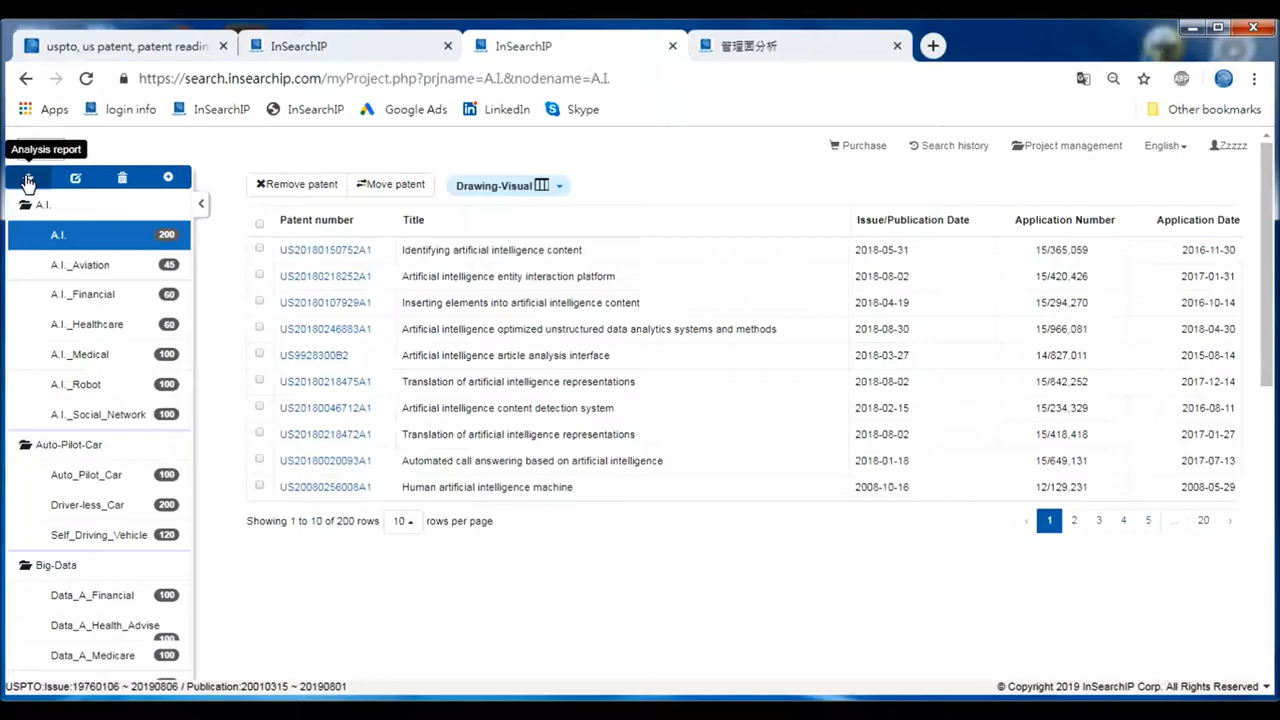 uspto, us patent, patent readin
InSearchIP
InSearchIP
管理面分析
https://search.insearchip.com/myProject.php?prjname=A.I.&nodename=A.I.
ABP
Apps
login info
InSearchIP
InSearchIP
Google Ads
LinkedIn
Skype
Other bookmarks
Analysis report
Purchase
Search history
Project management
English
Zzzzz
A.I.
A.I. 200
A.I._Aviation 45
A.I._Financial 60
A.I._Healthcare 60
A.I._Medical 100
A.I._Robot 100
A.I._Social_Network 100
Auto-Pilot-Car
Auto_Pilot_Car 100
Driver-less_Car 200
Self_Driving_Vehicle 120
Big-Data
Data_A_Financial 100
Data_A_Health_Advise 100
Data_A_Medicare 100
Remove patent
Move patent
Drawing-Visual
Patent number Title Issue/Publication Date Application Number Application Date
US20180150752A1 Identifying artificial intelligence content 2018-05-31 15/365,059 2016-11-30
US20180218252A1 Artificial intelligence entity interaction platform 2018-08-02 15/420,426 2017-01-31
US20180107929A1 Inserting elements into artificial intelligence content 2018-04-19 15/294,270 2016-10-14
US20180246883A1 Artificial intelligence optimized unstructured data analytics systems and methods 2018-08-30 15/966,081 2018-04-30
US9928300B2 Artificial intelligence article analysis interface 2018-03-27 14/827,011 2015-08-14
US20180218475A1 Translation of artificial intelligence representations 2018-08-02 15/842,252 2017-12-14
US20180046712A1 Artificial intelligence content detection system 2018-02-15 15/234,329 2016-08-11
US20180218472A1 Translation of artificial intelligence representations 2018-08-02 15/418,418 2017-01-27
US20180020093A1 Automated call answering based on artificial intelligence 2018-01-18 15/649,131 2017-07-13
US20080256008A1 Human artificial intelligence machine 2008-10-16 12/129,231 2008-05-29
Showing 1 to 10 of 200 rows 10 rows per page
‹ 1 2 3 4 5 ... 20 ›
USPTO:Issue:19760106 ~ 20190806 / Publication:20010315 ~ 20190801
© Copyright 2019 InSearchIP Corp. All Rights Reserved